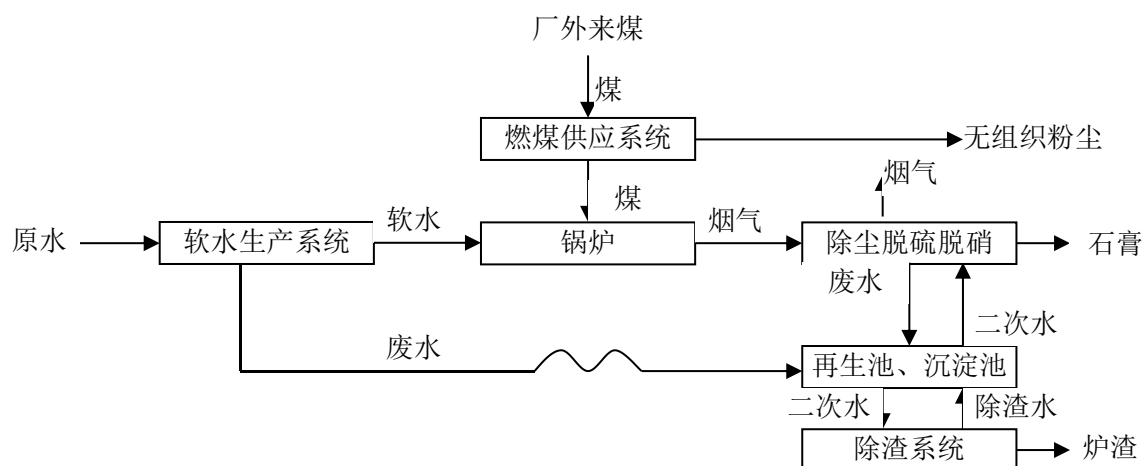 厂外来煤
煤
燃煤供应系统
无组织粉尘
烟气
煤
原水
软水生产系统
软水
锅炉
烟气
除尘脱硫脱硝
石膏
废水
二次水
废水
再生池、沉淀池
二次水
除渣水
除渣系统
炉渣